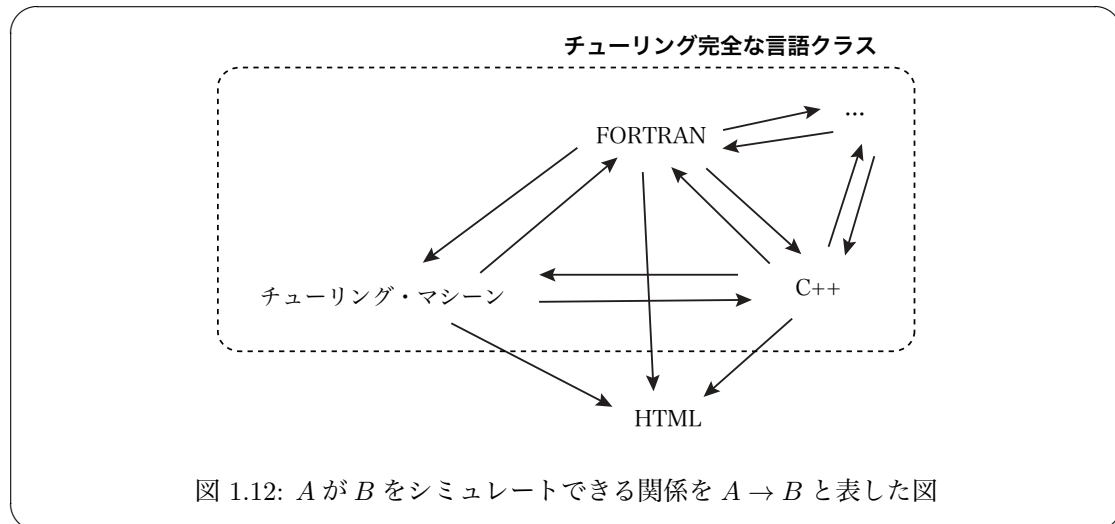 チューリング完全な言語クラス
...
FORTRAN
チューリング・マシーン
C++
HTML
図 1.12: A が B をシミュレートできる関係を A → B と表した図